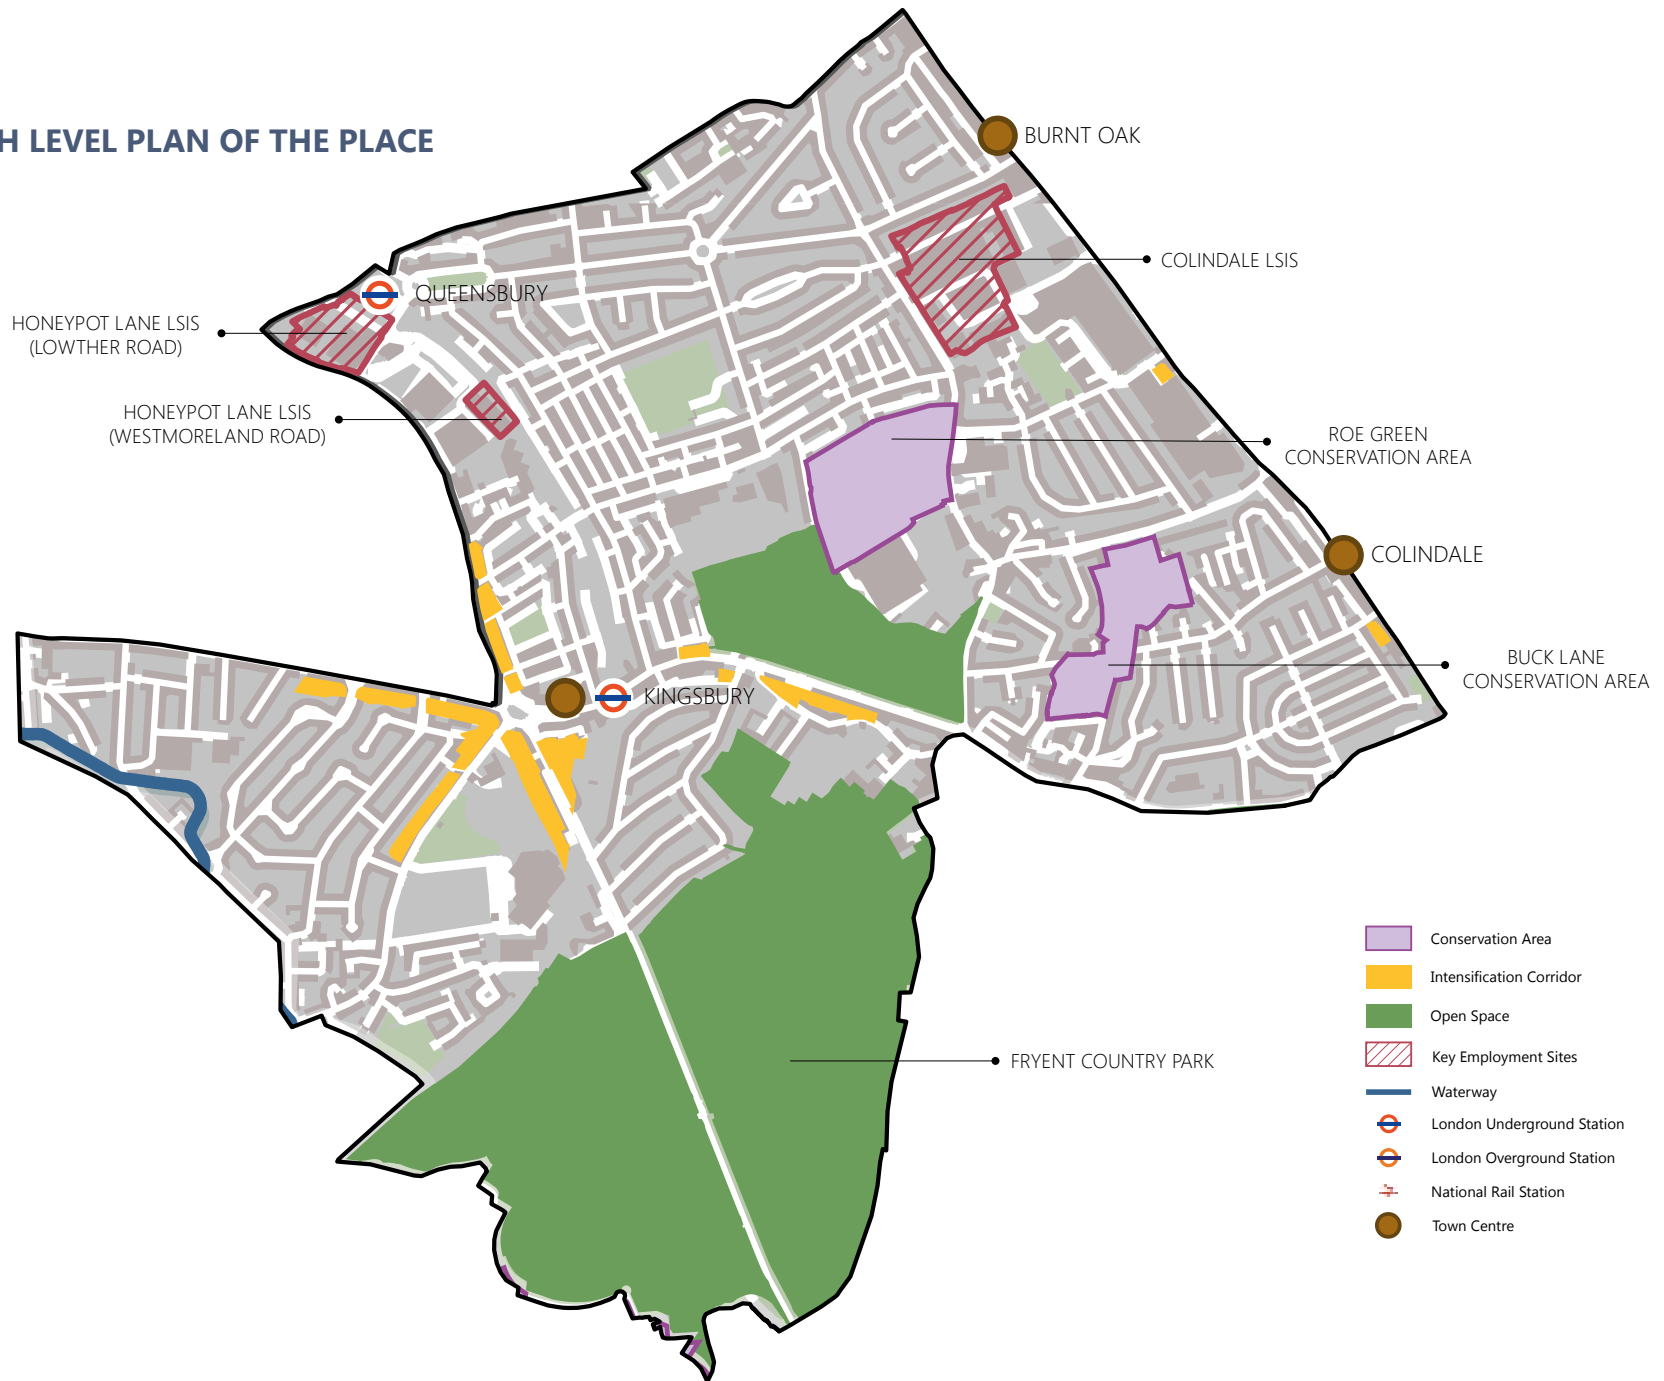 H LEVEL PLAN OF THE PLACE
BURNT OAK
COLINDALE LSIS
QUEENSBURY
HONEYPOT LANE LSIS
(LOWTHER ROAD)
HONEYPOT LANE LSIS
(WESTMORELAND ROAD)
ROE GREEN
CONSERVATION AREA
COLINDALE
BUCK LANE
CONSERVATION AREA
KINGSBURY
FRYENT COUNTRY PARK
Conservation Area
Intensification Corridor
Open Space
Key Employment Sites
Waterway
London Underground Station
London Overground Station
National Rail Station
Town Centre